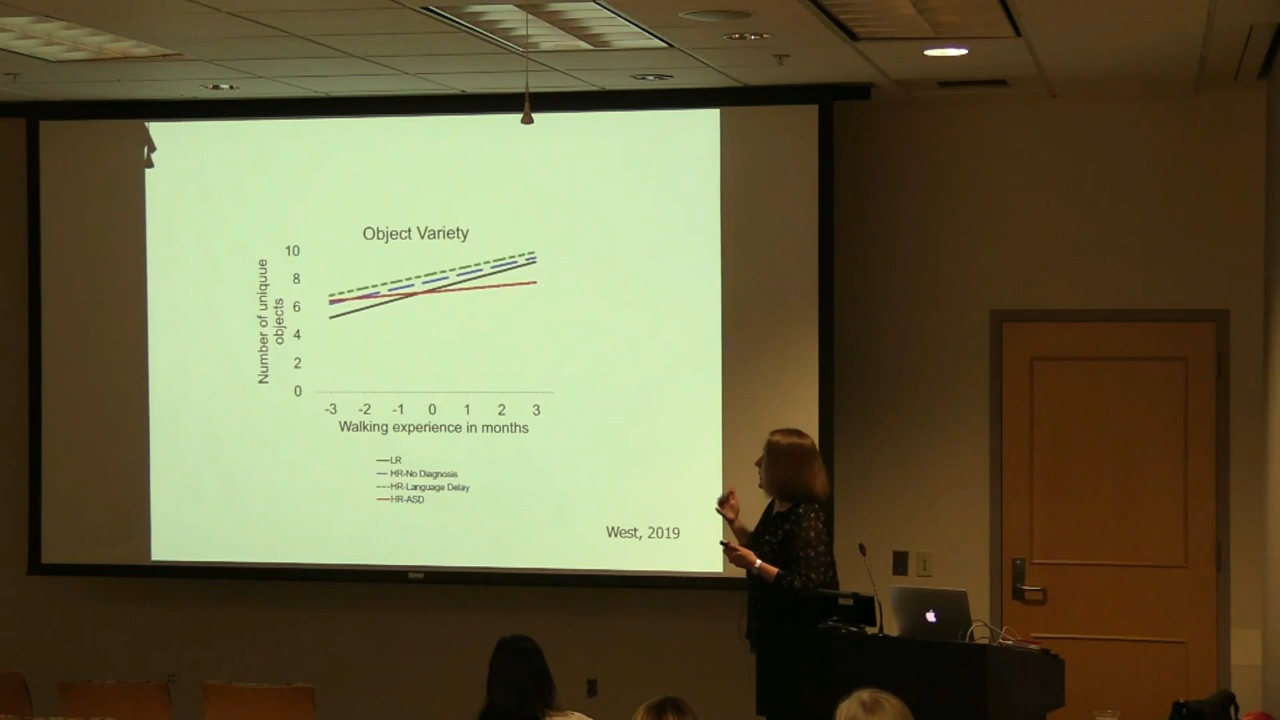 Object Variety
Number of uniquue
objects
10
8
6
4
2
0
-3 -2 -1 0 1 2 3
Walking experience in months
LR
HR-No Diagnosis
HR-Language Delay
HR-ASD
West, 2019